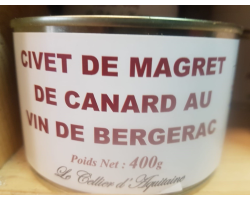 CIVET DE MAGRET
DE CANARD AU
VIN DE BERGERAC
Poids Net : 400g
Le Cellier d'Aquitaine